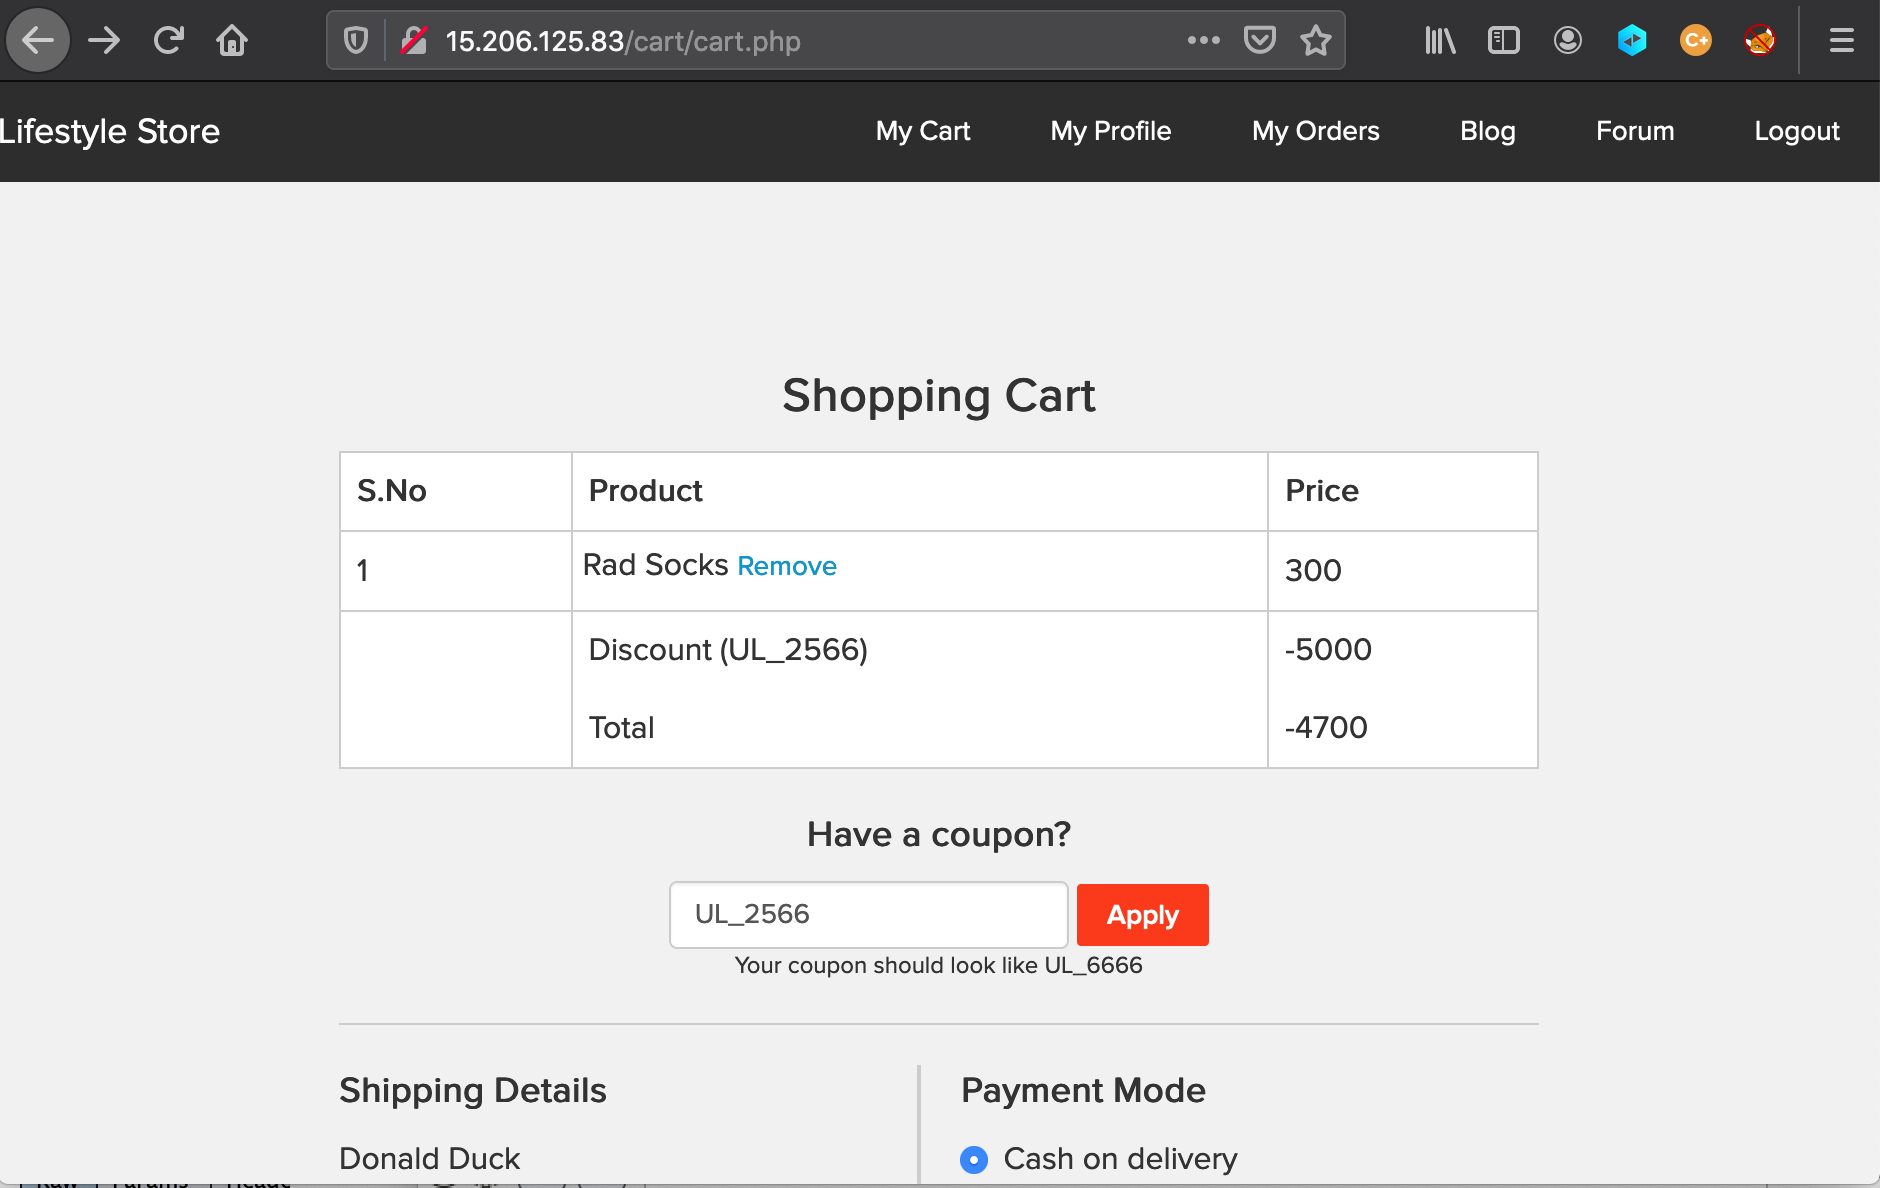 15.206.125.83/cart/cart.php
C+
Lifestyle Store
My Cart
My Profile
My Orders
Blog
Forum
Logout
Shopping Cart
S.No Product Price
1 Rad Socks Remove 300
Discount (UL_2566) -5000
Total -4700
Have a coupon?
UL_2566 Apply
Your coupon should look like UL_6666
Shipping Details
Donald Duck
Payment Mode
Cash on delivery
Raw Params